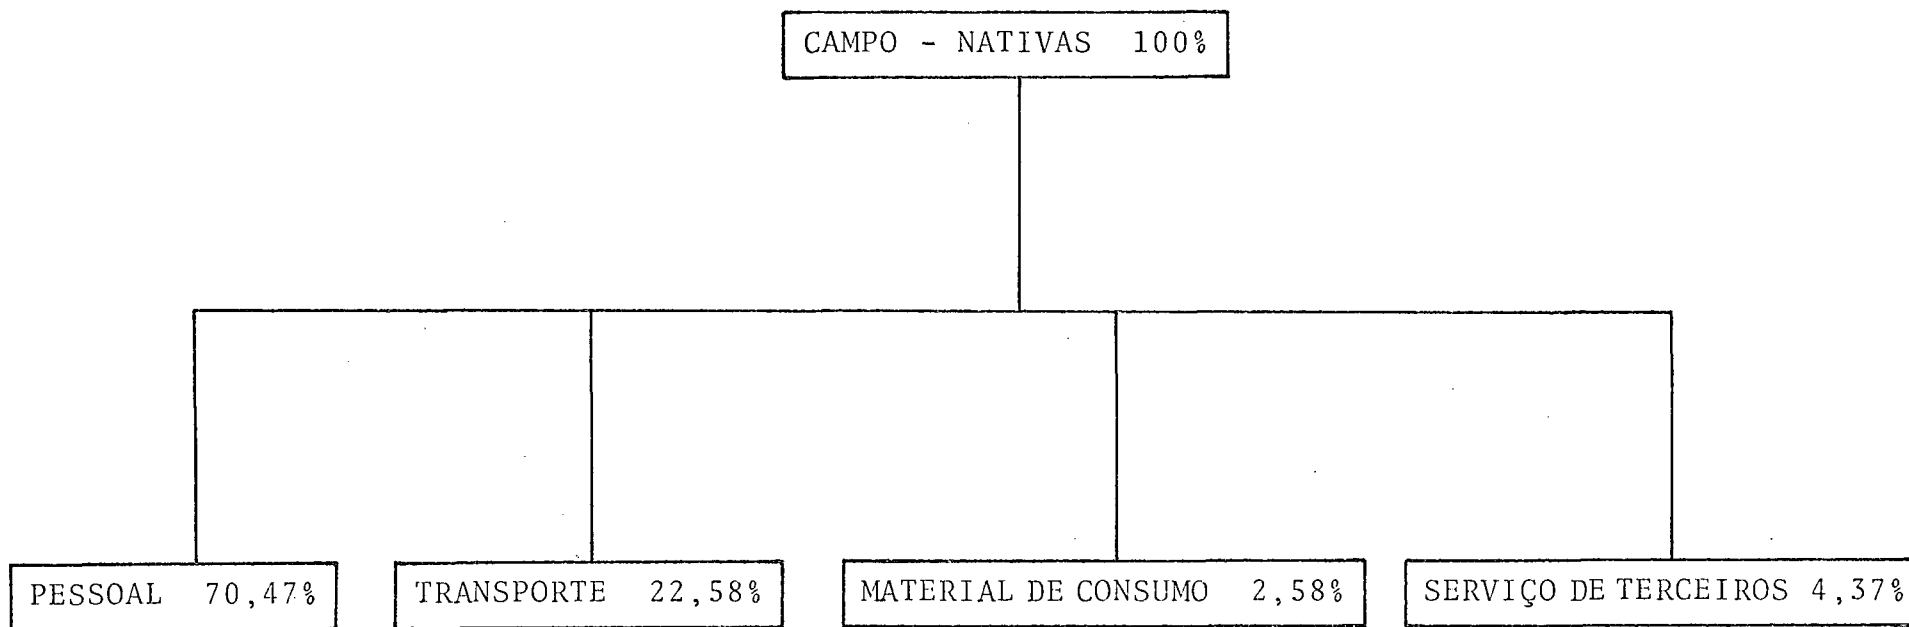 CAMPO - NATIVAS 100%
PESSOAL 70,47%
TRANSPORTE 22,58%
MATERIAL DE CONSUMO 2,58%
SERVIÇO DE TERCEIROS 4,37%